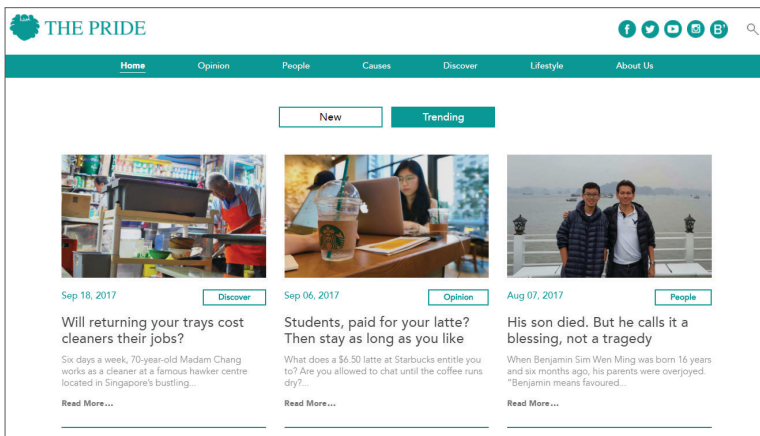 THE PRIDE
Home Opinion People Causes Discover Lifestyle About Us
New Trending
Sep 18, 2017 Discover
Will returning your trays cost
cleaners their jobs?
Six days a week, 70-year-old Madam Chang
works as a cleaner at a famous hawker centre
located in Singapore's bustling...
Read More...
Sep 06, 2017 Opinion
Students, paid for your latte?
Then stay as long as you like
What does a $6.50 latte at Starbucks entitle you
to? Are you allowed to chat until the coffee runs
dry?...
Read More...
Aug 07, 2017 People
His son died. But he calls it a
blessing, not a tragedy
When Benjamin Sim Wen Ming was born 16 years
and six months ago, his parents were overjoyed.
“Benjamin means favoured...
Read More...